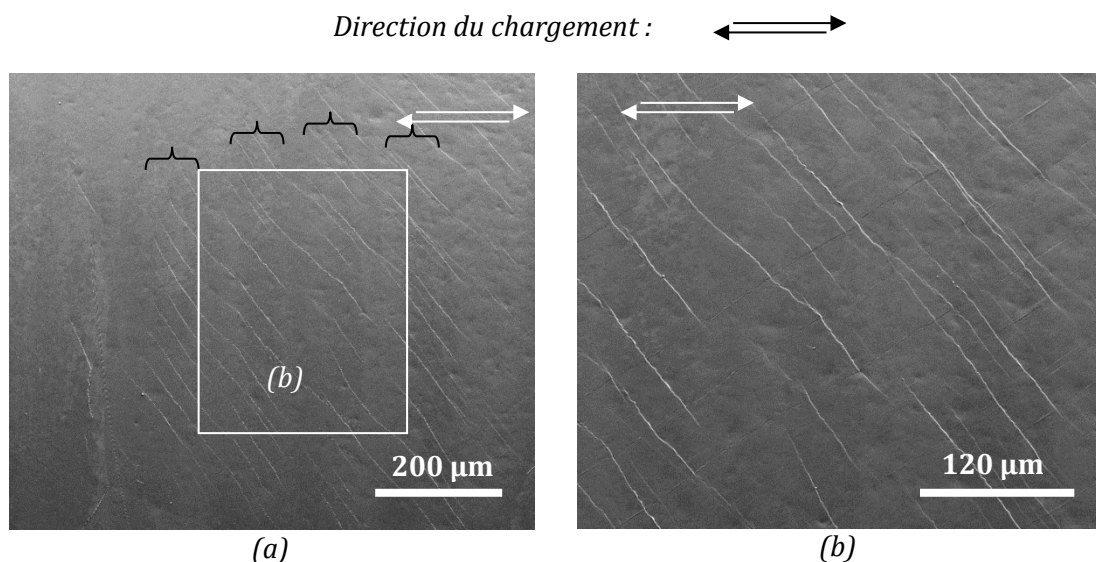 Direction du chargement :
(b)
200 µm
120 µm
(a)
(b)